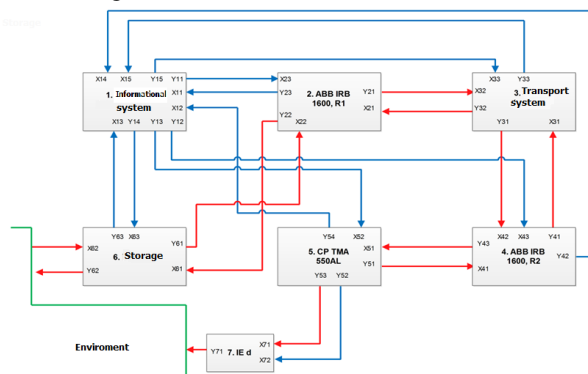 X14
X15
Y15
Y11
X11
X12
1. Informational
system
X13
Y14
Y13
Y12
X23
Y23
Y22
X22
2. ABB IRB
1600, R1
Y21
X21
X33
Y33
X32
Y32
3. Transport
system
Y31
X31
Y63
X63
Y61
X62
Y62
6. Storage
X61
Y54
X52
X51
5. CP TMA
550AL
Y51
Y53
Y52
X42
X43
Y41
Y43
Y42
4. ABB IRB
1600, R2
X41
Enviroment
Y71
7. IE d
X71
X72